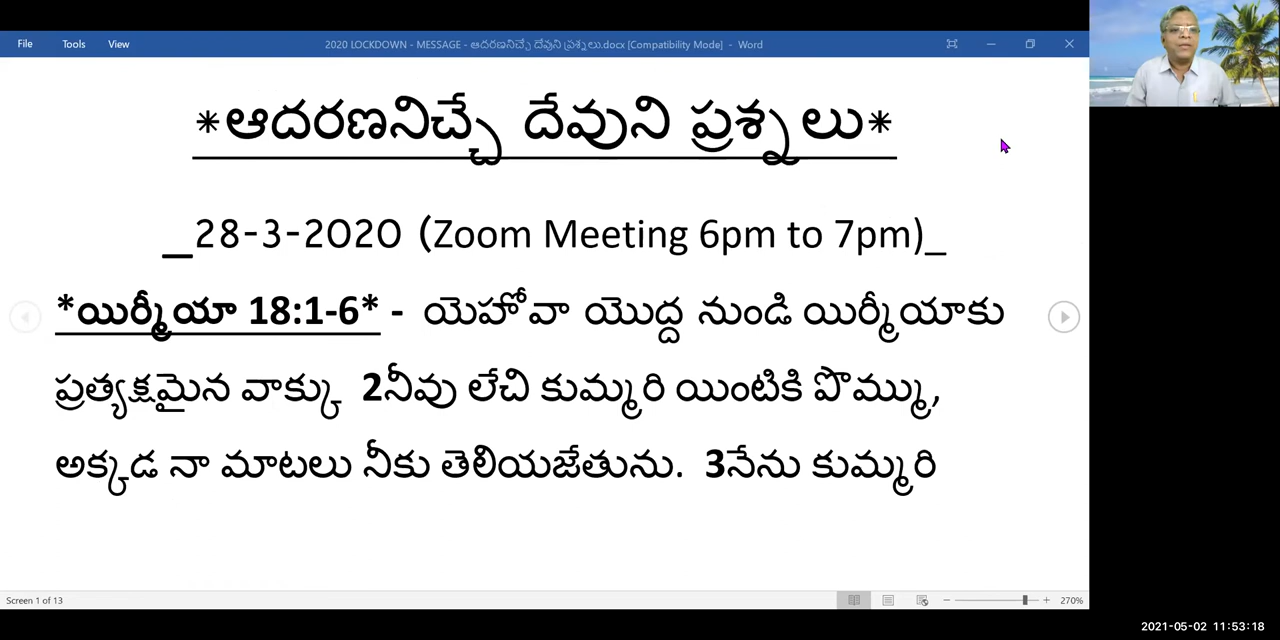 File Tools View 2020 LOCKDOWN - MESSAGE - ఆదరణనిచ్చే దేవుని ప్రశ్నలు.docx [Compatibility Mode] - Word
*ఆదరణనిచ్చే దేవుని ప్రశ్నలు*
_28-3-2020 (Zoom Meeting 6pm to 7pm)_
*యిర్మీయా 18:1-6* - యెహోవా యొద్ద నుండి యిర్మీయాకు
ప్రత్యక్షమైన వాక్కు 2నీవు లేచి కుమ్మరి యింటికి పొమ్ము,
అక్కడ నా మాటలు నీకు తెలియజేతును. 3నేను కుమ్మరి
Screen 1 of 13 270%
2021-05-02 11:53:18